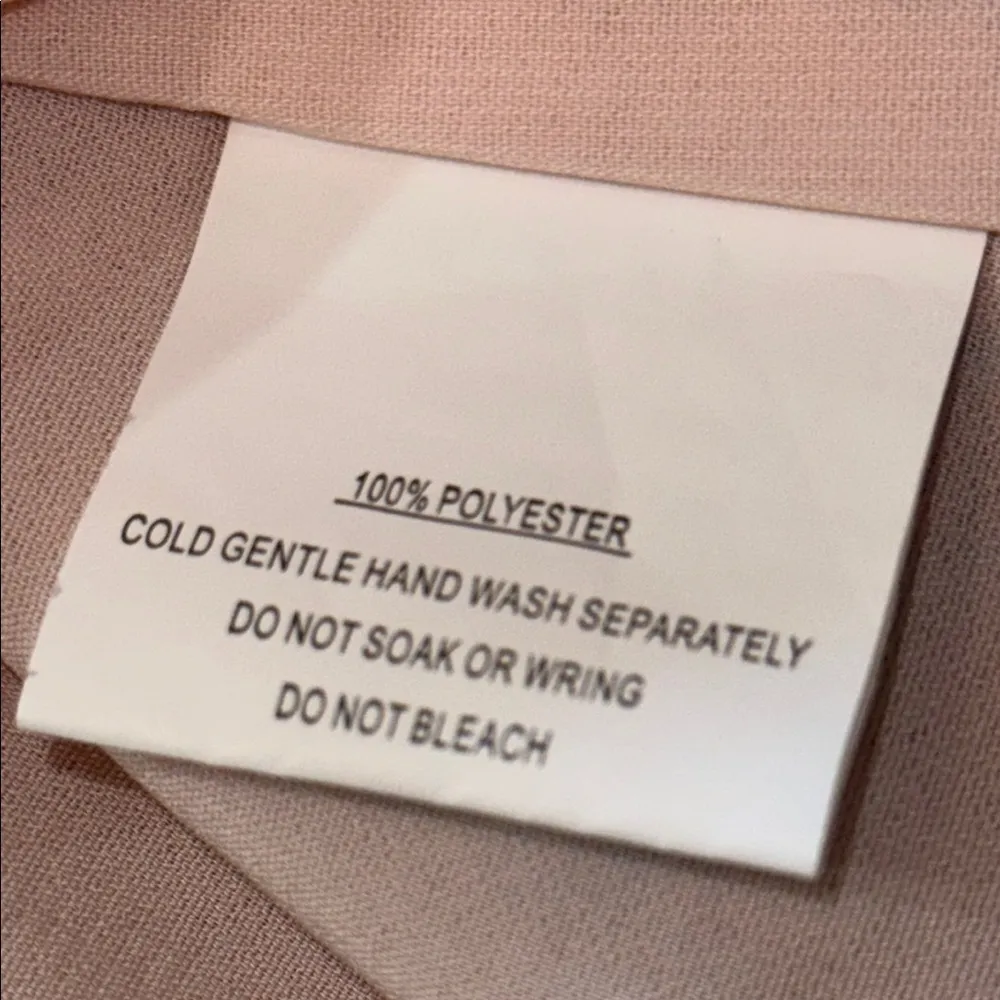 100% POLYESTER
COLD GENTLE HAND WASH SEPARATELY
DO NOT SOAK OR WRING
DO NOT BLEACH